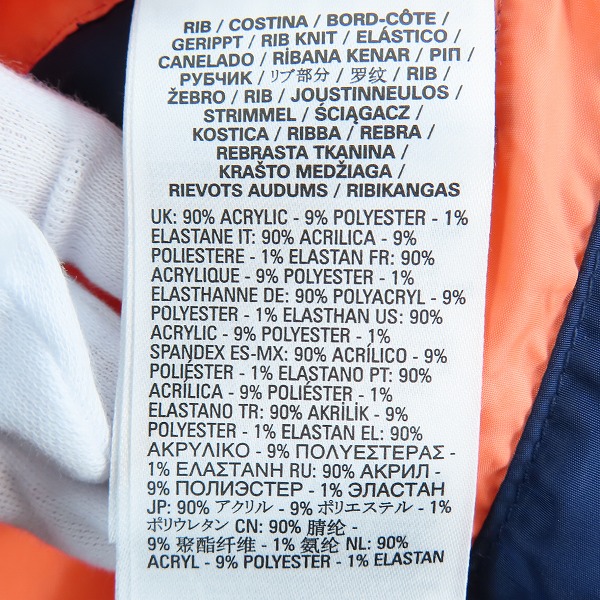 RIB / COSTINA / BORD-CÔTE /
GERIPPT / RIB KNIT / ELÁSTICO /
CANELADO / RİBANA KENAR / ΡΙΠ /
РУБЧИК / リブ部分 / 罗纹 / RIB /
ŽEBRO / RIB / JOUSTINNEULOS /
STRIMMEL / ŚCIĄGACZ /
KOSTICA / RIBBA / REBRA /
REBRASTA TKANINA /
KRAŠTO MEDŽIAGA /
RIEVOTS AUDUMS / RIBIKANGAS
UK: 90% ACRYLIC - 9% POLYESTER - 1%
ELASTANE IT: 90% ACRILICA - 9%
POLIESTERE - 1% ELASTAN FR: 90%
ACRYLIQUE - 9% POLYESTER - 1%
ELASTHANNE DE: 90% POLYACRYL - 9%
POLYESTER - 1% ELASTHAN US: 90%
ACRYLIC - 9% POLYESTER - 1%
SPANDEX ES-MX: 90% ACRÍLICO - 9%
POLIÉSTER - 1% ELASTANO PT: 90%
ACRÍLICA - 9% POLIÉSTER - 1%
ELASTANO TR: 90% AKRİLİK - 9%
POLYESTER - 1% ELASTAN EL: 90%
ΑΚΡΥΛΙΚΟ - 9% ΠΟΛΥΕΣΤΕΡΑΣ -
1% ΕΛΑΣΤΑΝΗ RU: 90% АКРИЛ -
9% ПОЛИЭСТЕР - 1% ЭЛАСТАН
JP: 90% アクリル - 9% ポリエステル - 1%
ポリウレタン CN: 90% 腈纶 -
9% 聚酯纤维 - 1% 氨纶 NL: 90%
ACRYL - 9% POLYESTER - 1% ELASTAN